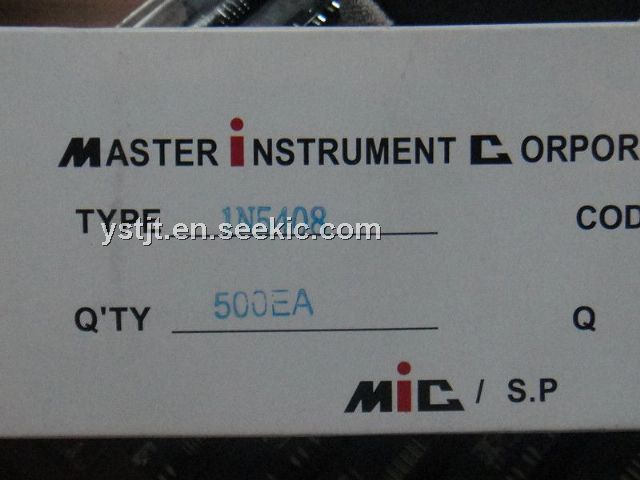 MASTER iNSTRUMENT CORPOR
TYPE 1N5408 COD
ystjt.en.seekic.com
Q'TY 500EA Q
MiC / S.P